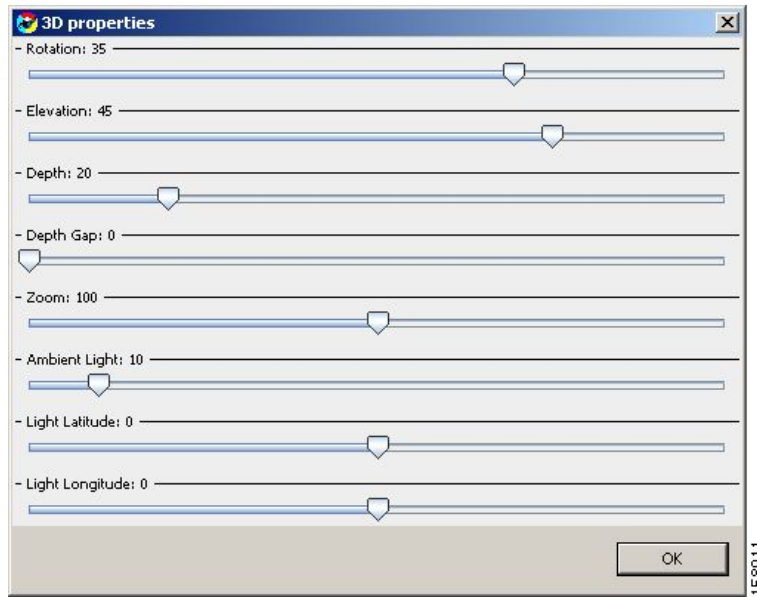 3D properties
Rotation: 35
Elevation: 45
Depth: 20
Depth Gap: 0
Zoom: 100
Ambient Light: 10
Light Latitude: 0
Light Longitude: 0
OK